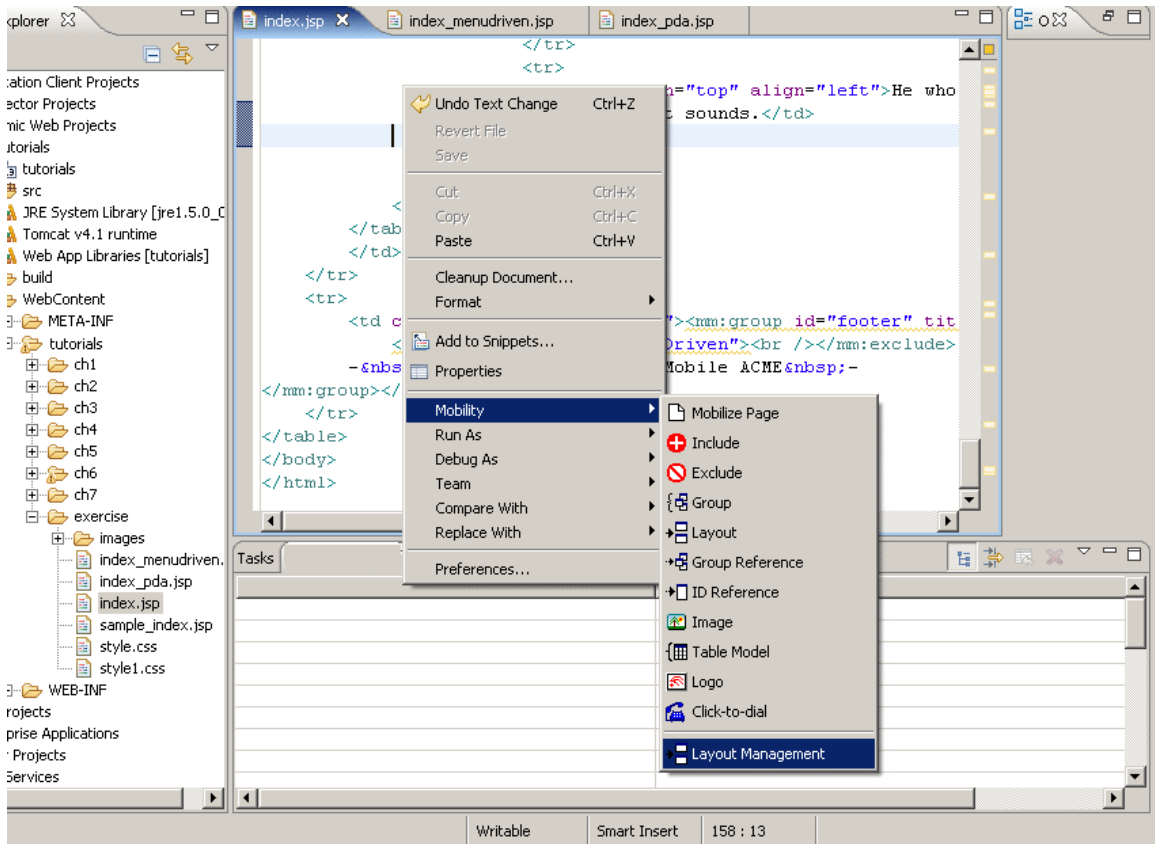 xplorer
index.jsp
index_menudriven.jsp
index_pda.jsp
o
:ation Client Projects
ector Projects
mic Web Projects
utorials
tutorials
src
JRE System Library [jre1.5.0_0
Tomcat v4.1 runtime
Web App Libraries [tutorials]
build
WebContent
META-INF
tutorials
ch1
ch2
ch3
ch4
ch5
ch6
ch7
exercise
images
index_menudriven.
index_pda.jsp
index.jsp
sample_index.jsp
style.css
style1.css
WEB-INF
rojects
prise Applications
Projects
Services
</tr>
<tr>
="top" align="left">He who
sounds.</td>
<
</tab
</td>
</tr>
<tr>
<td c
"><mm:group id="footer" tit
<
Driven"><br /></mm:exclude>
-&nbs
Mobile ACME&nbsp;-
</mm:group></
</tr>
</table>
</body>
</html>
Undo Text Change Ctrl+Z
Revert File
Save
Cut Ctrl+X
Copy Ctrl+C
Paste Ctrl+V
Cleanup Document...
Format
Add to Snippets...
Properties
Mobility
Run As
Debug As
Team
Compare With
Replace With
Preferences...
Mobilize Page
Include
Exclude
Group
Layout
Group Reference
ID Reference
Image
Table Model
Logo
Click-to-dial
Layout Management
Tasks
Writable
Smart Insert
158 : 13